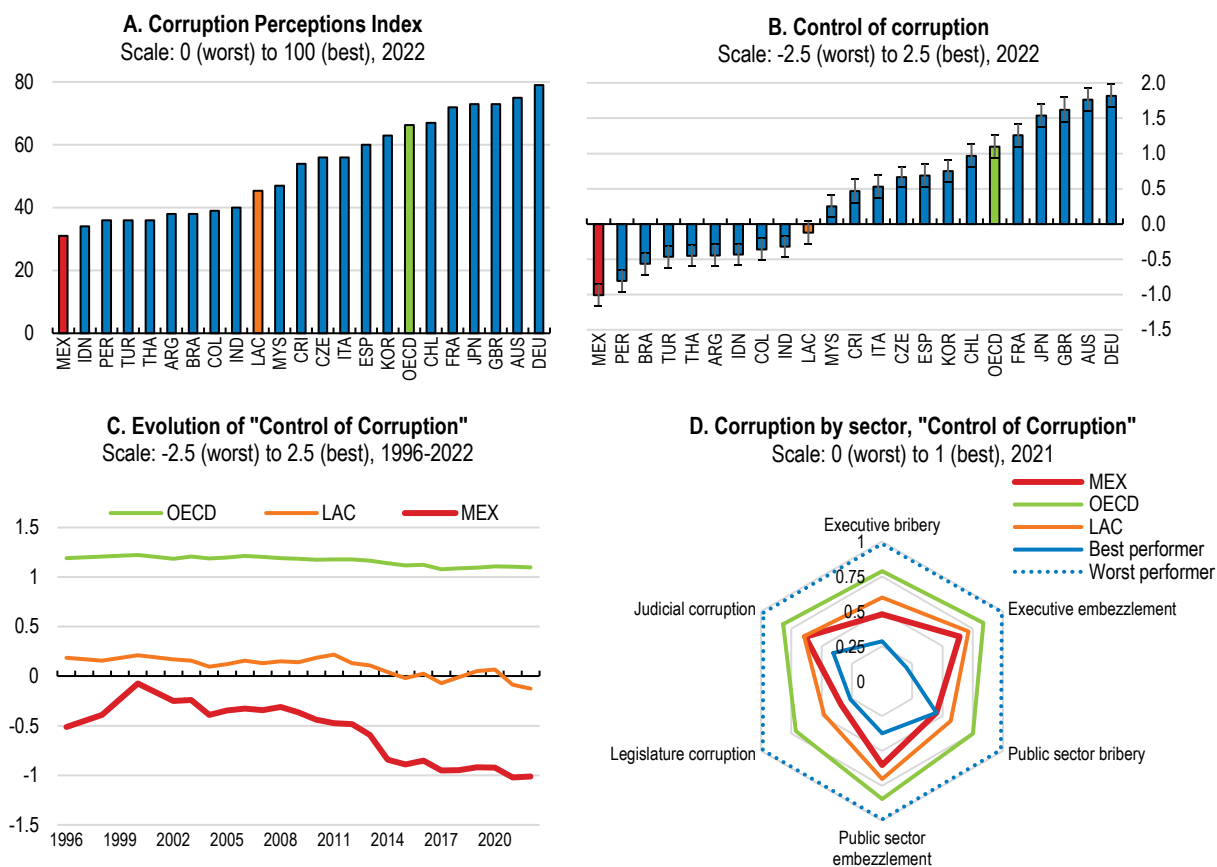 A. Corruption Perceptions Index
Scale: 0 (worst) to 100 (best), 2022
80
60
40
20
0
MEX
IDN
PER
TUR
THA
ARG
BRA
COL
IND
LAC
MYS
CRI
CZE
ITA
ESP
KOR
OECD
CHL
FRA
JPN
GBR
AUS
DEU
B. Control of corruption
Scale: -2.5 (worst) to 2.5 (best), 2022
2.0
1.5
1.0
0.5
0.0
-0.5
-1.0
-1.5
MEX
PER
BRA
TUR
THA
ARG
IDN
COL
IND
LAC
MYS
CRI
ITA
CZE
ESP
KOR
CHL
OECD
FRA
JPN
GBR
AUS
DEU
C. Evolution of "Control of Corruption"
Scale: -2.5 (worst) to 2.5 (best), 1996-2022
OECD
LAC
MEX
1.5
1
0.5
0
-0.5
-1
-1.5
1996
1999
2002
2005
2008
2011
2014
2017
2020
D. Corruption by sector, "Control of Corruption"
Scale: 0 (worst) to 1 (best), 2021
MEX
OECD
LAC
Best performer
Worst performer
Executive bribery
1
0.75
0.5
0.25
0
Executive embezzlement
Public sector bribery
Public sector
embezzlement
Legislature corruption
Judicial corruption